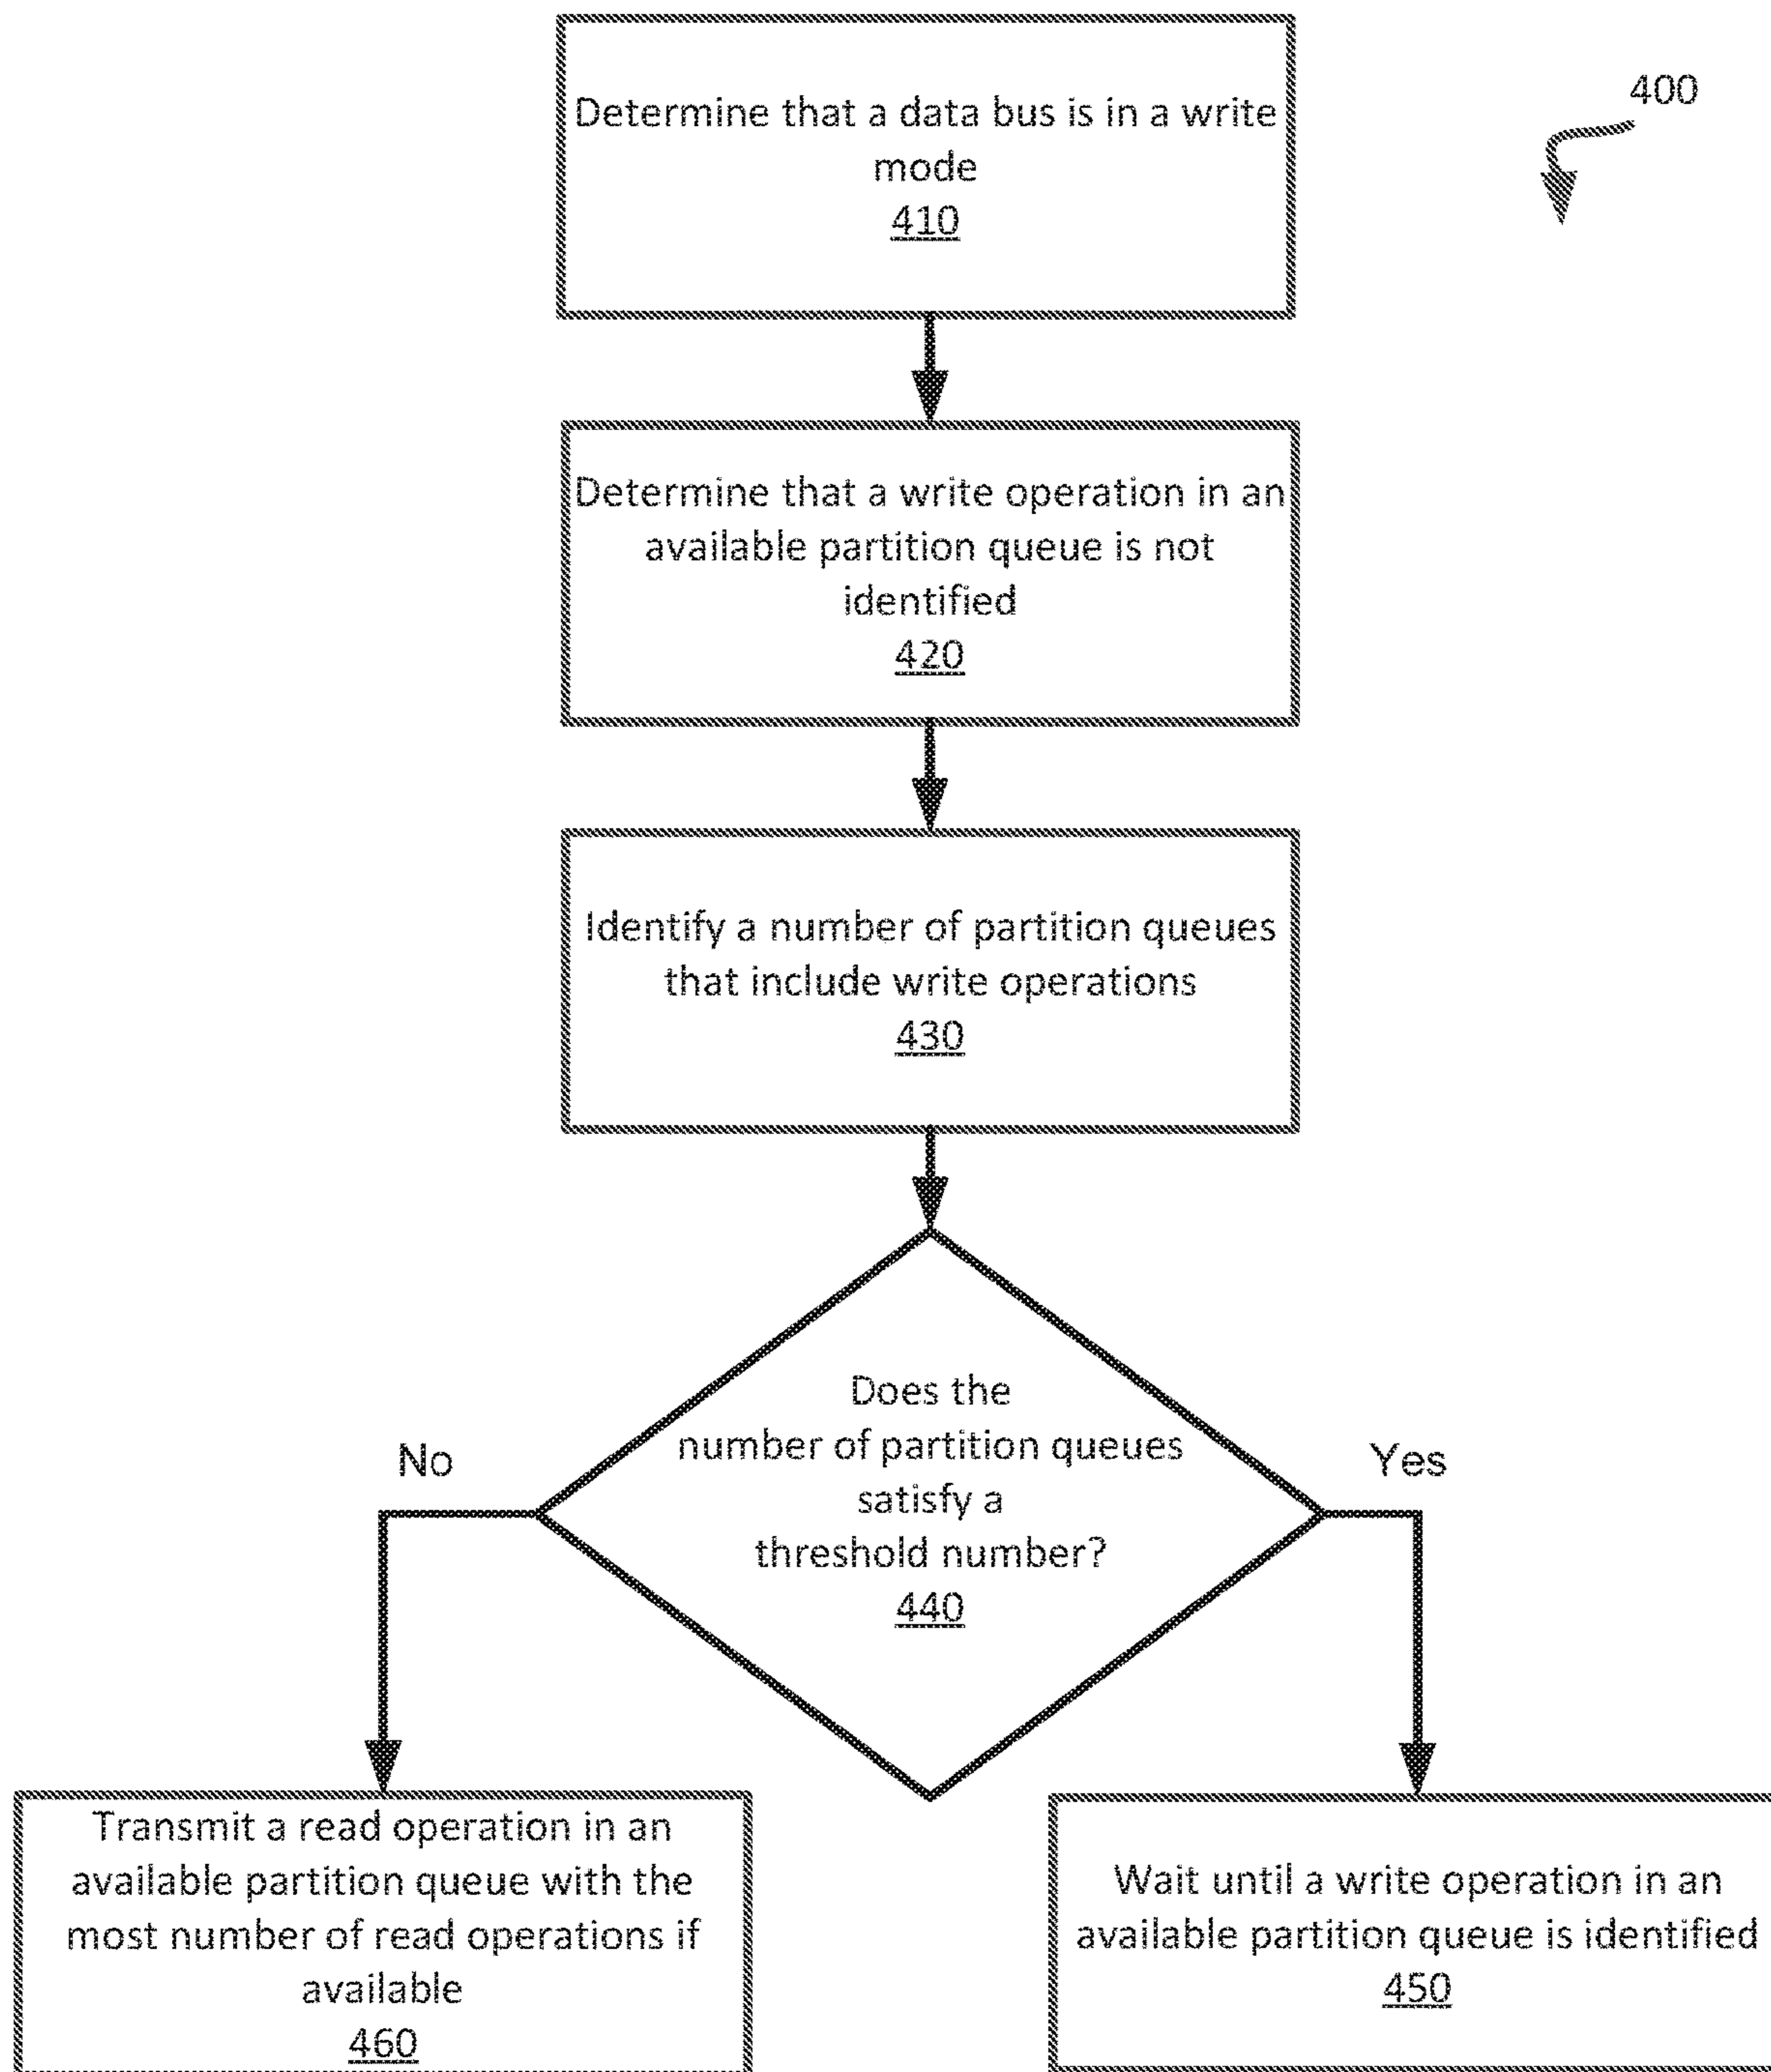 Determine that a data bus is in a write
mode
410
400
Determine that a write operation in an
available partition queue is not
identified
420
Identify a number of partition queues
that include write operations
430
Does the
number of partition queues
satisfy a
threshold number?
440
No
Yes
Transmit a read operation in an
available partition queue with the
most number of read operations if
available
460
Wait until a write operation in an
available partition queue is identified
450